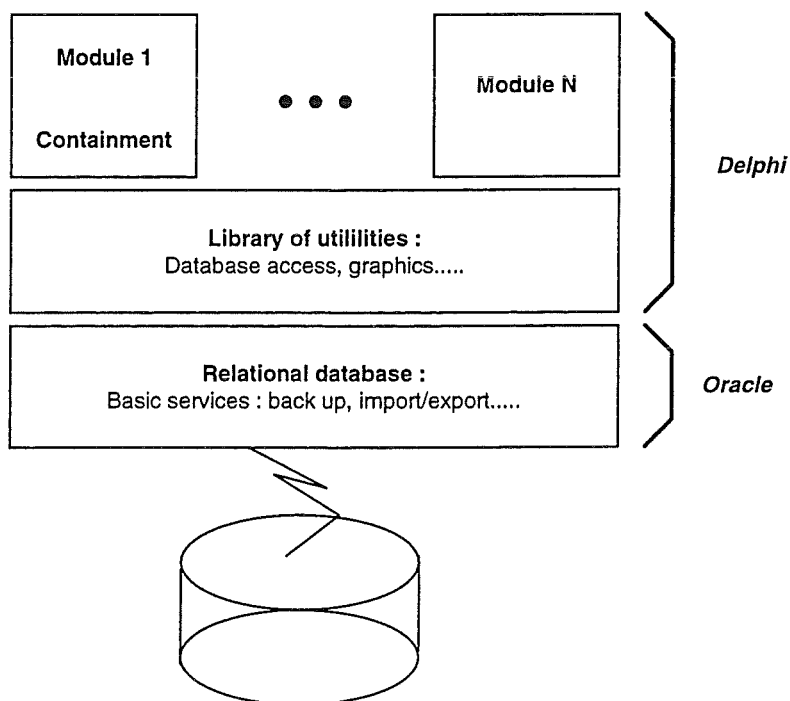 Module 1
Containment
Module N
Delphi
Library of utililities :
Database access, graphics.....
Relational database :
Basic services : back up, import/export.....
Oracle